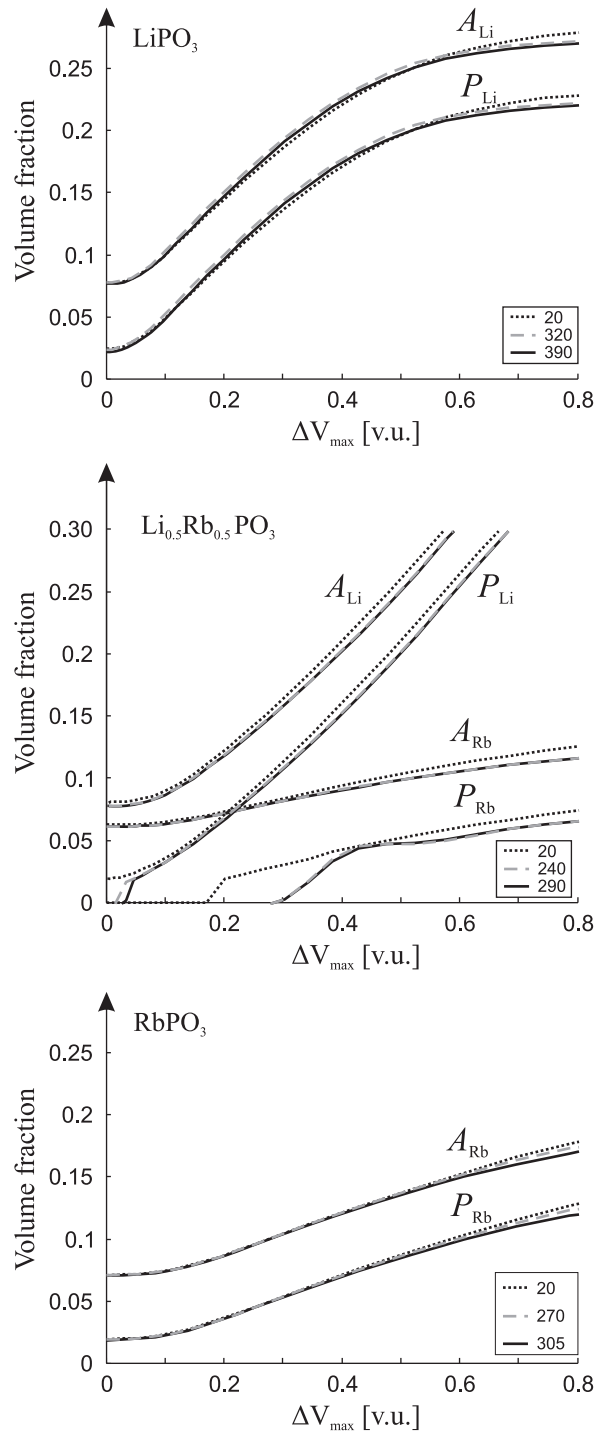 LiPO₃
A_Li
P_Li
0.25
0.2
0.15
0.1
0.05
0
Volume fraction
20
320
390
0 0.2 0.4 0.6 0.8
ΔV_max [v.u.]
Li₀.₅Rb₀.₅PO₃
A_Li
P_Li
A_Rb
P_Rb
0.30
0.25
0.2
0.15
0.1
0.05
0
Volume fraction
20
240
290
0 0.2 0.4 0.6 0.8
ΔV_max [v.u.]
RbPO₃
A_Rb
P_Rb
0.25
0.2
0.15
0.1
0.05
0
Volume fraction
20
270
305
0 0.2 0.4 0.6 0.8
ΔV_max [v.u.]